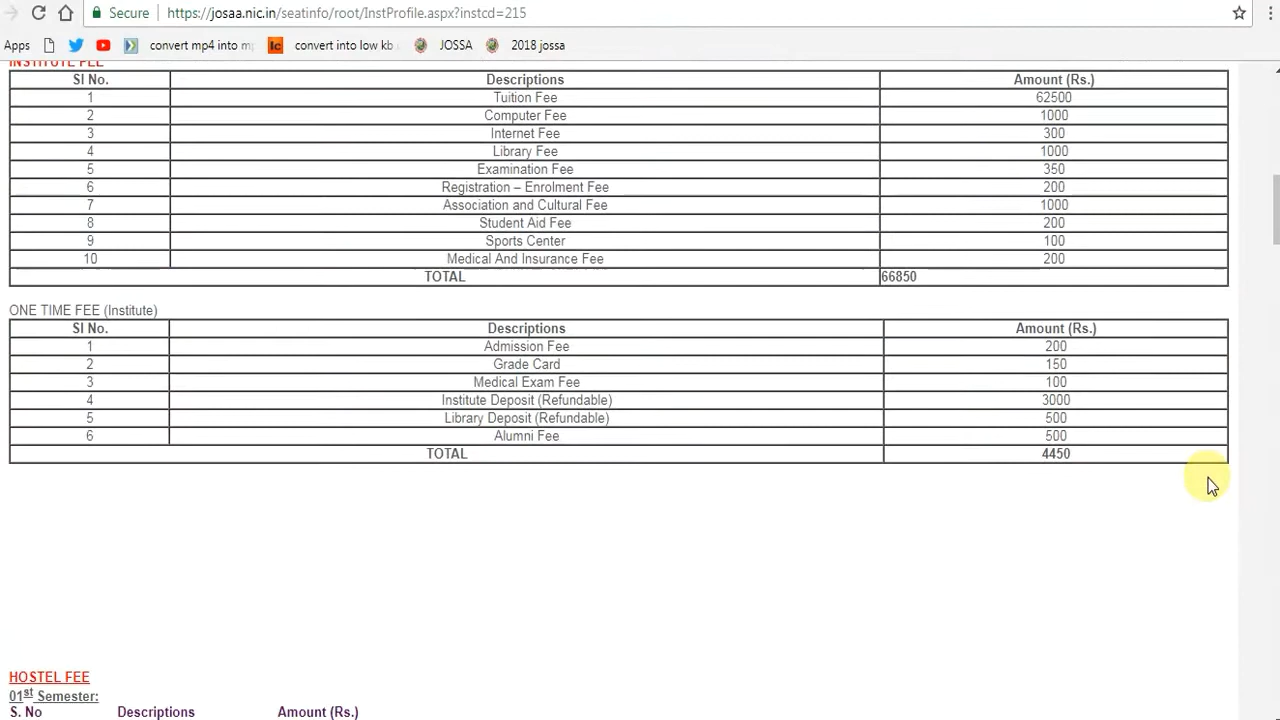 Secure https://josaa.nic.in/seatinfo/root/InstProfile.aspx?instcd=215
Apps convert mp4 into m convert into low kb JOSSA 2018 jossa
INSTITUTE FEE
Sl No. Descriptions Amount (Rs.)
1 Tuition Fee 62500
2 Computer Fee 1000
3 Internet Fee 300
4 Library Fee 1000
5 Examination Fee 350
6 Registration – Enrolment Fee 200
7 Association and Cultural Fee 1000
8 Student Aid Fee 200
9 Sports Center 100
10 Medical And Insurance Fee 200
TOTAL 66850
ONE TIME FEE (Institute)
Sl No. Descriptions Amount (Rs.)
1 Admission Fee 200
2 Grade Card 150
3 Medical Exam Fee 100
4 Institute Deposit (Refundable) 3000
5 Library Deposit (Refundable) 500
6 Alumni Fee 500
TOTAL 4450
HOSTEL FEE
01st Semester:
S. No Descriptions Amount (Rs.)